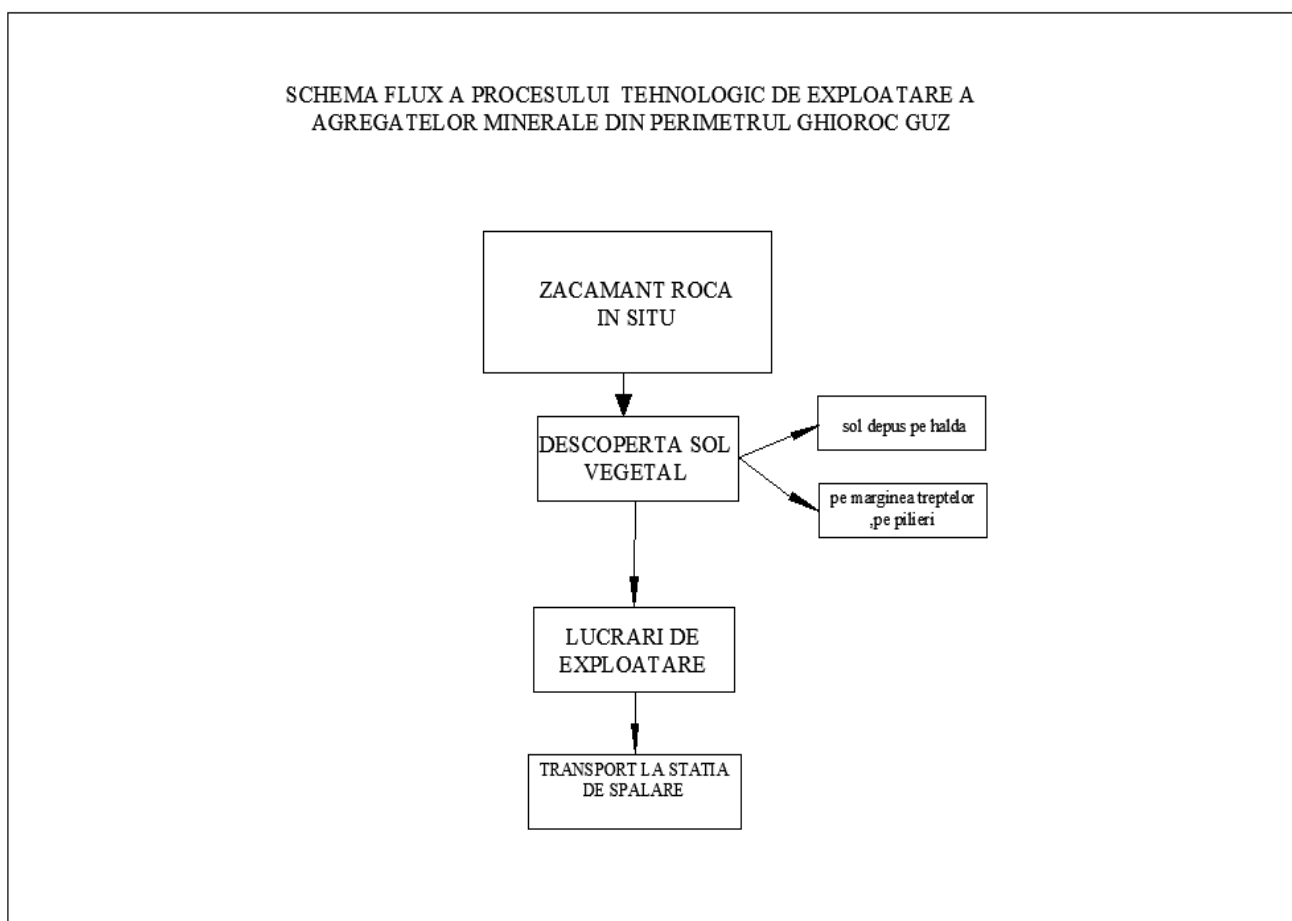 SCHEMA FLUX A PROCESULUI TEHNOLOGIC DE EXPLOATARE A
AGREGATELOR MINERALE DIN PERIMETRUL GHIOROC GUZ
ZACAMANT ROCA
IN SITU
DESCOPERTA SOL
VEGETAL
sol depus pe halda
pe marginea treptelor
,pe pilieri
LUCRARI DE
EXPLOATARE
TRANSPORT LA STATIA
DE SPALARE